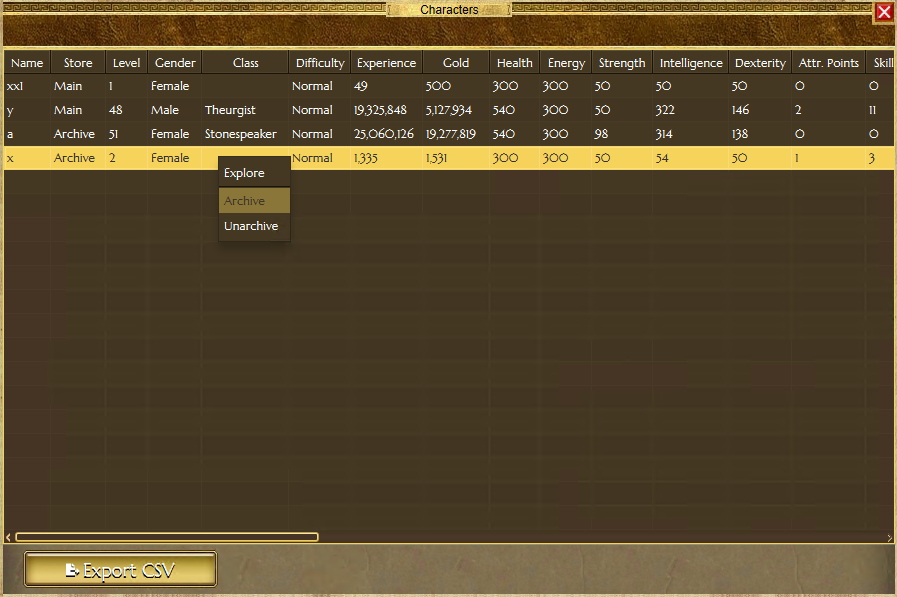 Characters
Name Store Level Gender Class Difficulty Experience Gold Health Energy Strength Intelligence Dexterity Attr. Points Skill
xx1 Main 1 Female Normal 49 500 300 300 50 50 50 0 0
y Main 48 Male Theurgist Normal 19,325,848 5,127,934 540 300 50 322 146 2 11
a Archive 51 Female Stonespeaker Normal 25,060,126 19,277,819 540 300 98 314 138 0 0
x Archive 2 Female Normal 1,335 1,531 300 300 50 54 50 1 3
Explore
Archive
Unarchive
Export CSV